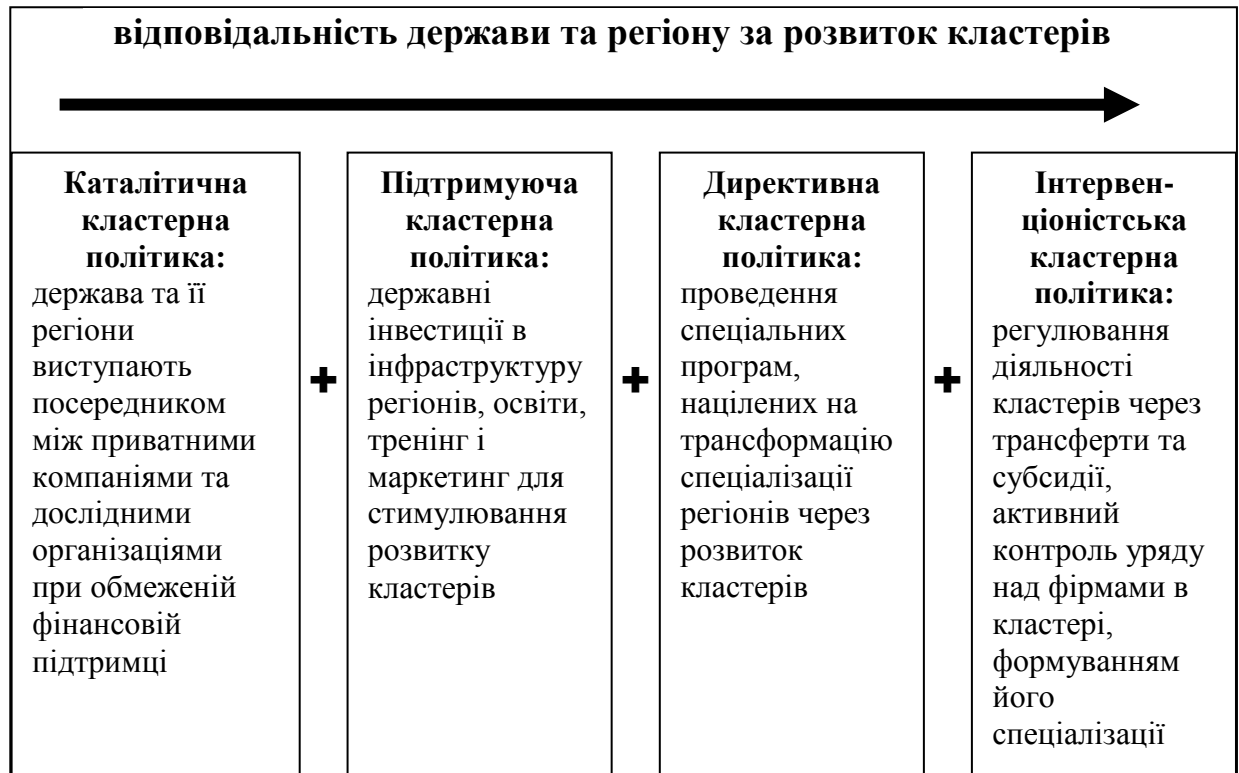 відповідальність держави та регіону за розвиток кластерів
Каталітична
кластерна
політика:
держава та її
регіони
виступають
посередником
між приватними
компаніями та
дослідними
організаціями
при обмеженій
фінансовій
підтримці
+
Підтримуюча
кластерна
політика:
державні
інвестиції в
інфраструктуру
регіонів, освіти,
тренінг і
маркетинг для
стимулювання
розвитку
кластерів
+
Директивна
кластерна
політика:
проведення
спеціальних
програм,
націлених на
трансформацію
спеціалізації
регіонів через
розвиток
кластерів
+
Інтервен-
ціоністська
кластерна
політика:
регулювання
діяльності
кластерів через
трансферти та
субсидії,
активний
контроль уряду
над фірмами в
кластері,
формуванням
його
спеціалізації